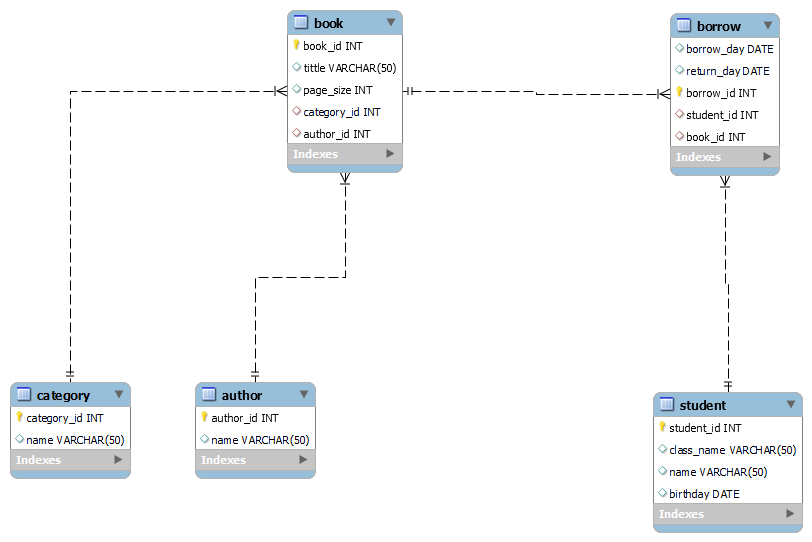 book
book_id INT
tittle VARCHAR(50)
page_size INT
category_id INT
author_id INT
Indexes
borrow
borrow_day DATE
return_day DATE
borrow_id INT
student_id INT
book_id INT
Indexes
category
category_id INT
name VARCHAR(50)
Indexes
author
author_id INT
name VARCHAR(50)
Indexes
student
student_id INT
class_name VARCHAR(50)
name VARCHAR(50)
birthday DATE
Indexes